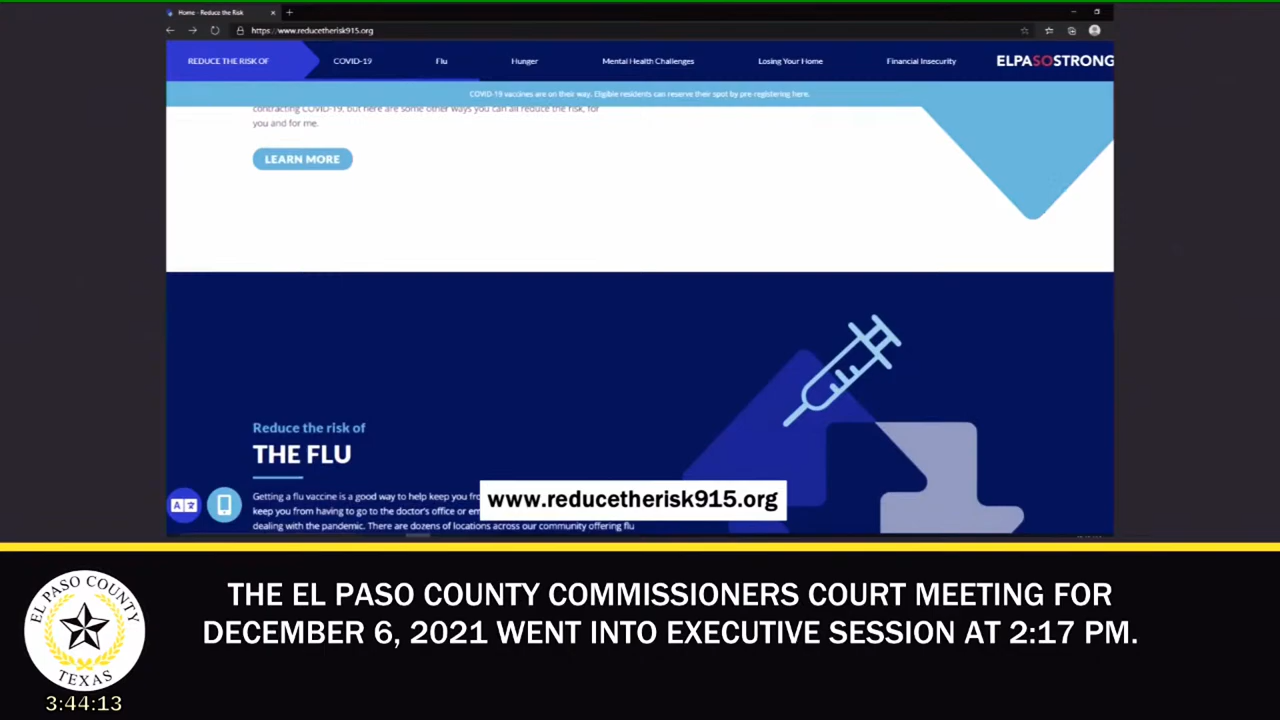 Home - Reduce the Risk
https://www.reducetherisk915.org
REDUCE THE RISK OF
COVID-19
Flu
Hunger
Mental Health Challenges
Losing Your Home
Financial Insecurity
ELPASOSTRONG
COVID-19 vaccines are on their way. Eligible residents can reserve their spot by pre registering here.
contracting COVID-19, but here are some other ways you can all reduce the risk, for
you and for me.
LEARN MORE
Reduce the risk of
THE FLU
Getting a flu vaccine is a good way to help keep you
keep you from having to go to the doctor's office or
dealing with the pandemic. There are dozens of locations across our community offering flu
www.reducetherisk915.org
EL PASO COUNTY
TEXAS
THE EL PASO COUNTY COMMISSIONERS COURT MEETING FOR
DECEMBER 6, 2021 WENT INTO EXECUTIVE SESSION AT 2:17 PM.
3:44:13